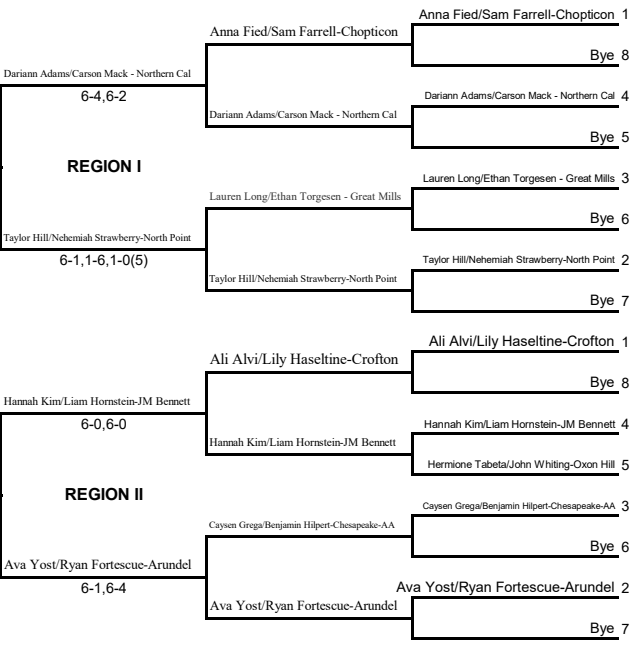 Anna Fied/Sam Farrell-Chopticon 1
Anna Fied/Sam Farrell-Chopticon
Bye 8
Dariann Adams/Carson Mack - Northern Cal
6-4,6-2
Dariann Adams/Carson Mack - Northern Cal 4
Dariann Adams/Carson Mack - Northern Cal
Bye 5
REGION I
Lauren Long/Ethan Torgesen - Great Mills 3
Lauren Long/Ethan Torgesen - Great Mills
Bye 6
Taylor Hill/Nehemiah Strawberry-North Point
6-1,1-6,1-0(5)
Taylor Hill/Nehemiah Strawberry-North Point 2
Taylor Hill/Nehemiah Strawberry-North Point
Bye 7
Ali Alvi/Lily Haseltine-Crofton 1
Ali Alvi/Lily Haseltine-Crofton
Bye 8
Hannah Kim/Liam Hornstein-JM Bennett
6-0,6-0
Hannah Kim/Liam Hornstein-JM Bennett 4
Hannah Kim/Liam Hornstein-JM Bennett
Hermione Tabeta/John Whiting-Oxon Hill 5
REGION II
Caysen Grega/Benjamin Hilpert-Chesapeake-AA 3
Caysen Grega/Benjamin Hilpert-Chesapeake-AA
Bye 6
Ava Yost/Ryan Fortescue-Arundel
6-1,6-4
Ava Yost/Ryan Fortescue-Arundel 2
Ava Yost/Ryan Fortescue-Arundel
Bye 7